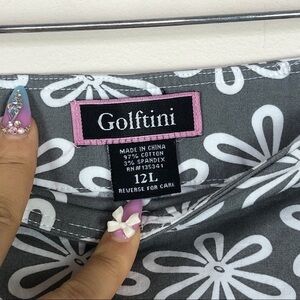 Golftini
MADE IN CHINA
97% COTTON
3% SPANDEX
RN# 135341
12L
REVERSE FOR CARE